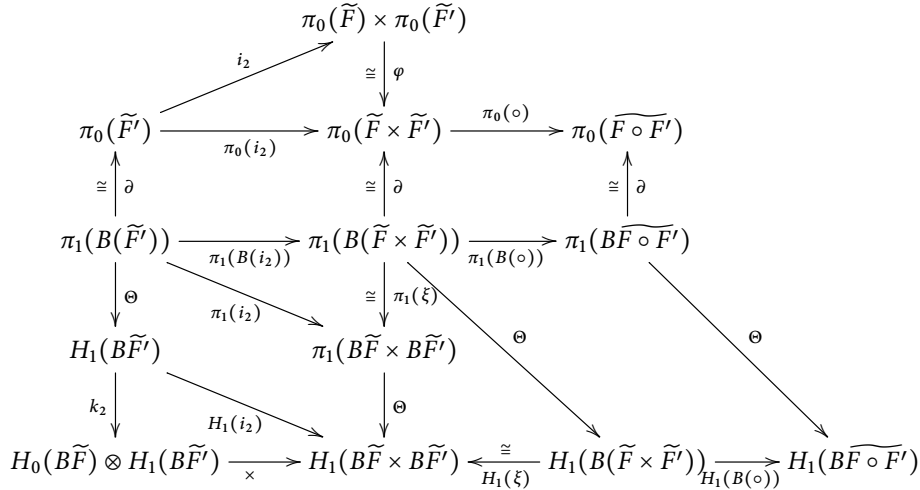 π₀(F̃) × π₀(F̃′)
i₂ ≅ φ
π₀(F̃′) π₀(i₂) π₀(F̃ × F̃′) π₀(∘) π₀(F͠ ∘ F′)
≅ ∂ ≅ ∂ ≅ ∂
π₁(B(F̃′)) π₁(B(i₂)) π₁(B(F̃ × F̃′)) π₁(B(∘)) π₁(BF͠ ∘ F′)
Θ π₁(i₂) ≅ π₁(ξ) Θ Θ
H₁(BF̃′) π₁(BF̃ × BF̃′)
k₂ H₁(i₂) Θ
H₀(BF̃) ⊗ H₁(BF̃′) × H₁(BF̃ × BF̃′) ≅ H₁(ξ) H₁(B(F̃ × F̃′)) H₁(B(∘)) H₁(BF͠ ∘ F′)